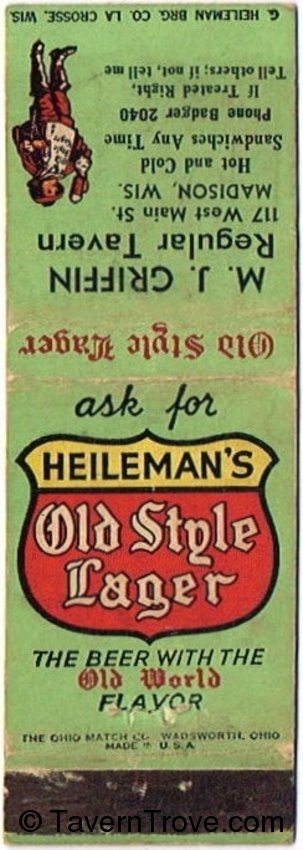 G. HEILEMAN BRG. CO. LA CROSSE, WIS.
M. J. GRIFFIN
Regular Tavern
117 West Main St.
MADISON, WIS.
Hot and Cold
Sandwiches Any Time
Phone Badger 2040
If Treated Right,
Tell others; if not, tell me
Old Style Lager
ask for
HEILEMAN'S
Old Style
Lager
THE BEER WITH THE
Old World
FLAVOR
THE OHIO MATCH CO. WADSWORTH, OHIO
MADE IN U.S.A.
© TavernTrove.com